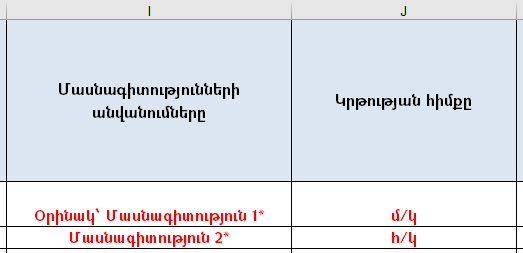 I J
Մասնագիտությունների
անվանումները
Կրթության հիմքը
Օրինակ՝ Մասնագիտություն 1* մ/կ
Մասնագիտություն 2* հ/կ